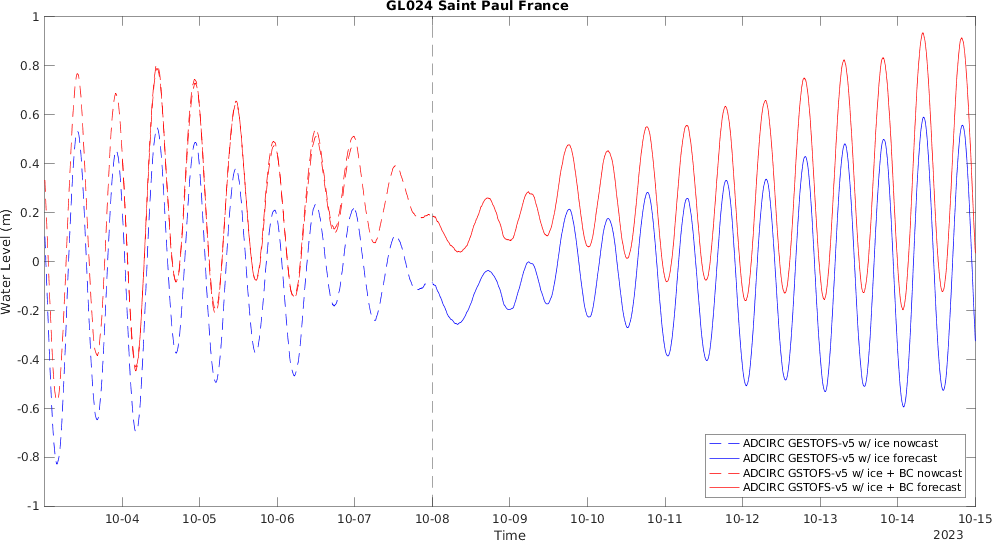 GL024 Saint Paul France
Water Level (m)
1
0.8
0.6
0.4
0.2
0
-0.2
-0.4
-0.6
-0.8
-1
ADCIRC GESTOFS-v5 w/ ice nowcast
ADCIRC GESTOFS-v5 w/ ice forecast
ADCIRC GSTOFS-v5 w/ ice + BC nowcast
ADCIRC GSTOFS-v5 w/ ice + BC forecast
10-04 10-05 10-06 10-07 10-08 10-09 10-10 10-11 10-12 10-13 10-14 10-15
Time
2023